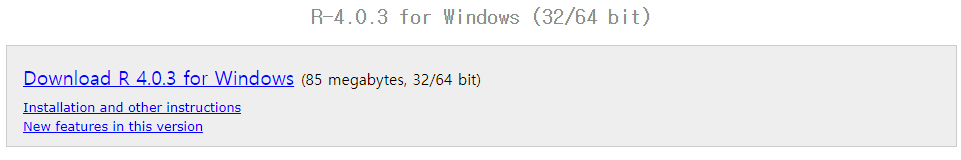 R-4.0.3 for Windows (32/64 bit)
Download R 4.0.3 for Windows (85 megabytes, 32/64 bit)
Installation and other instructions
New features in this version